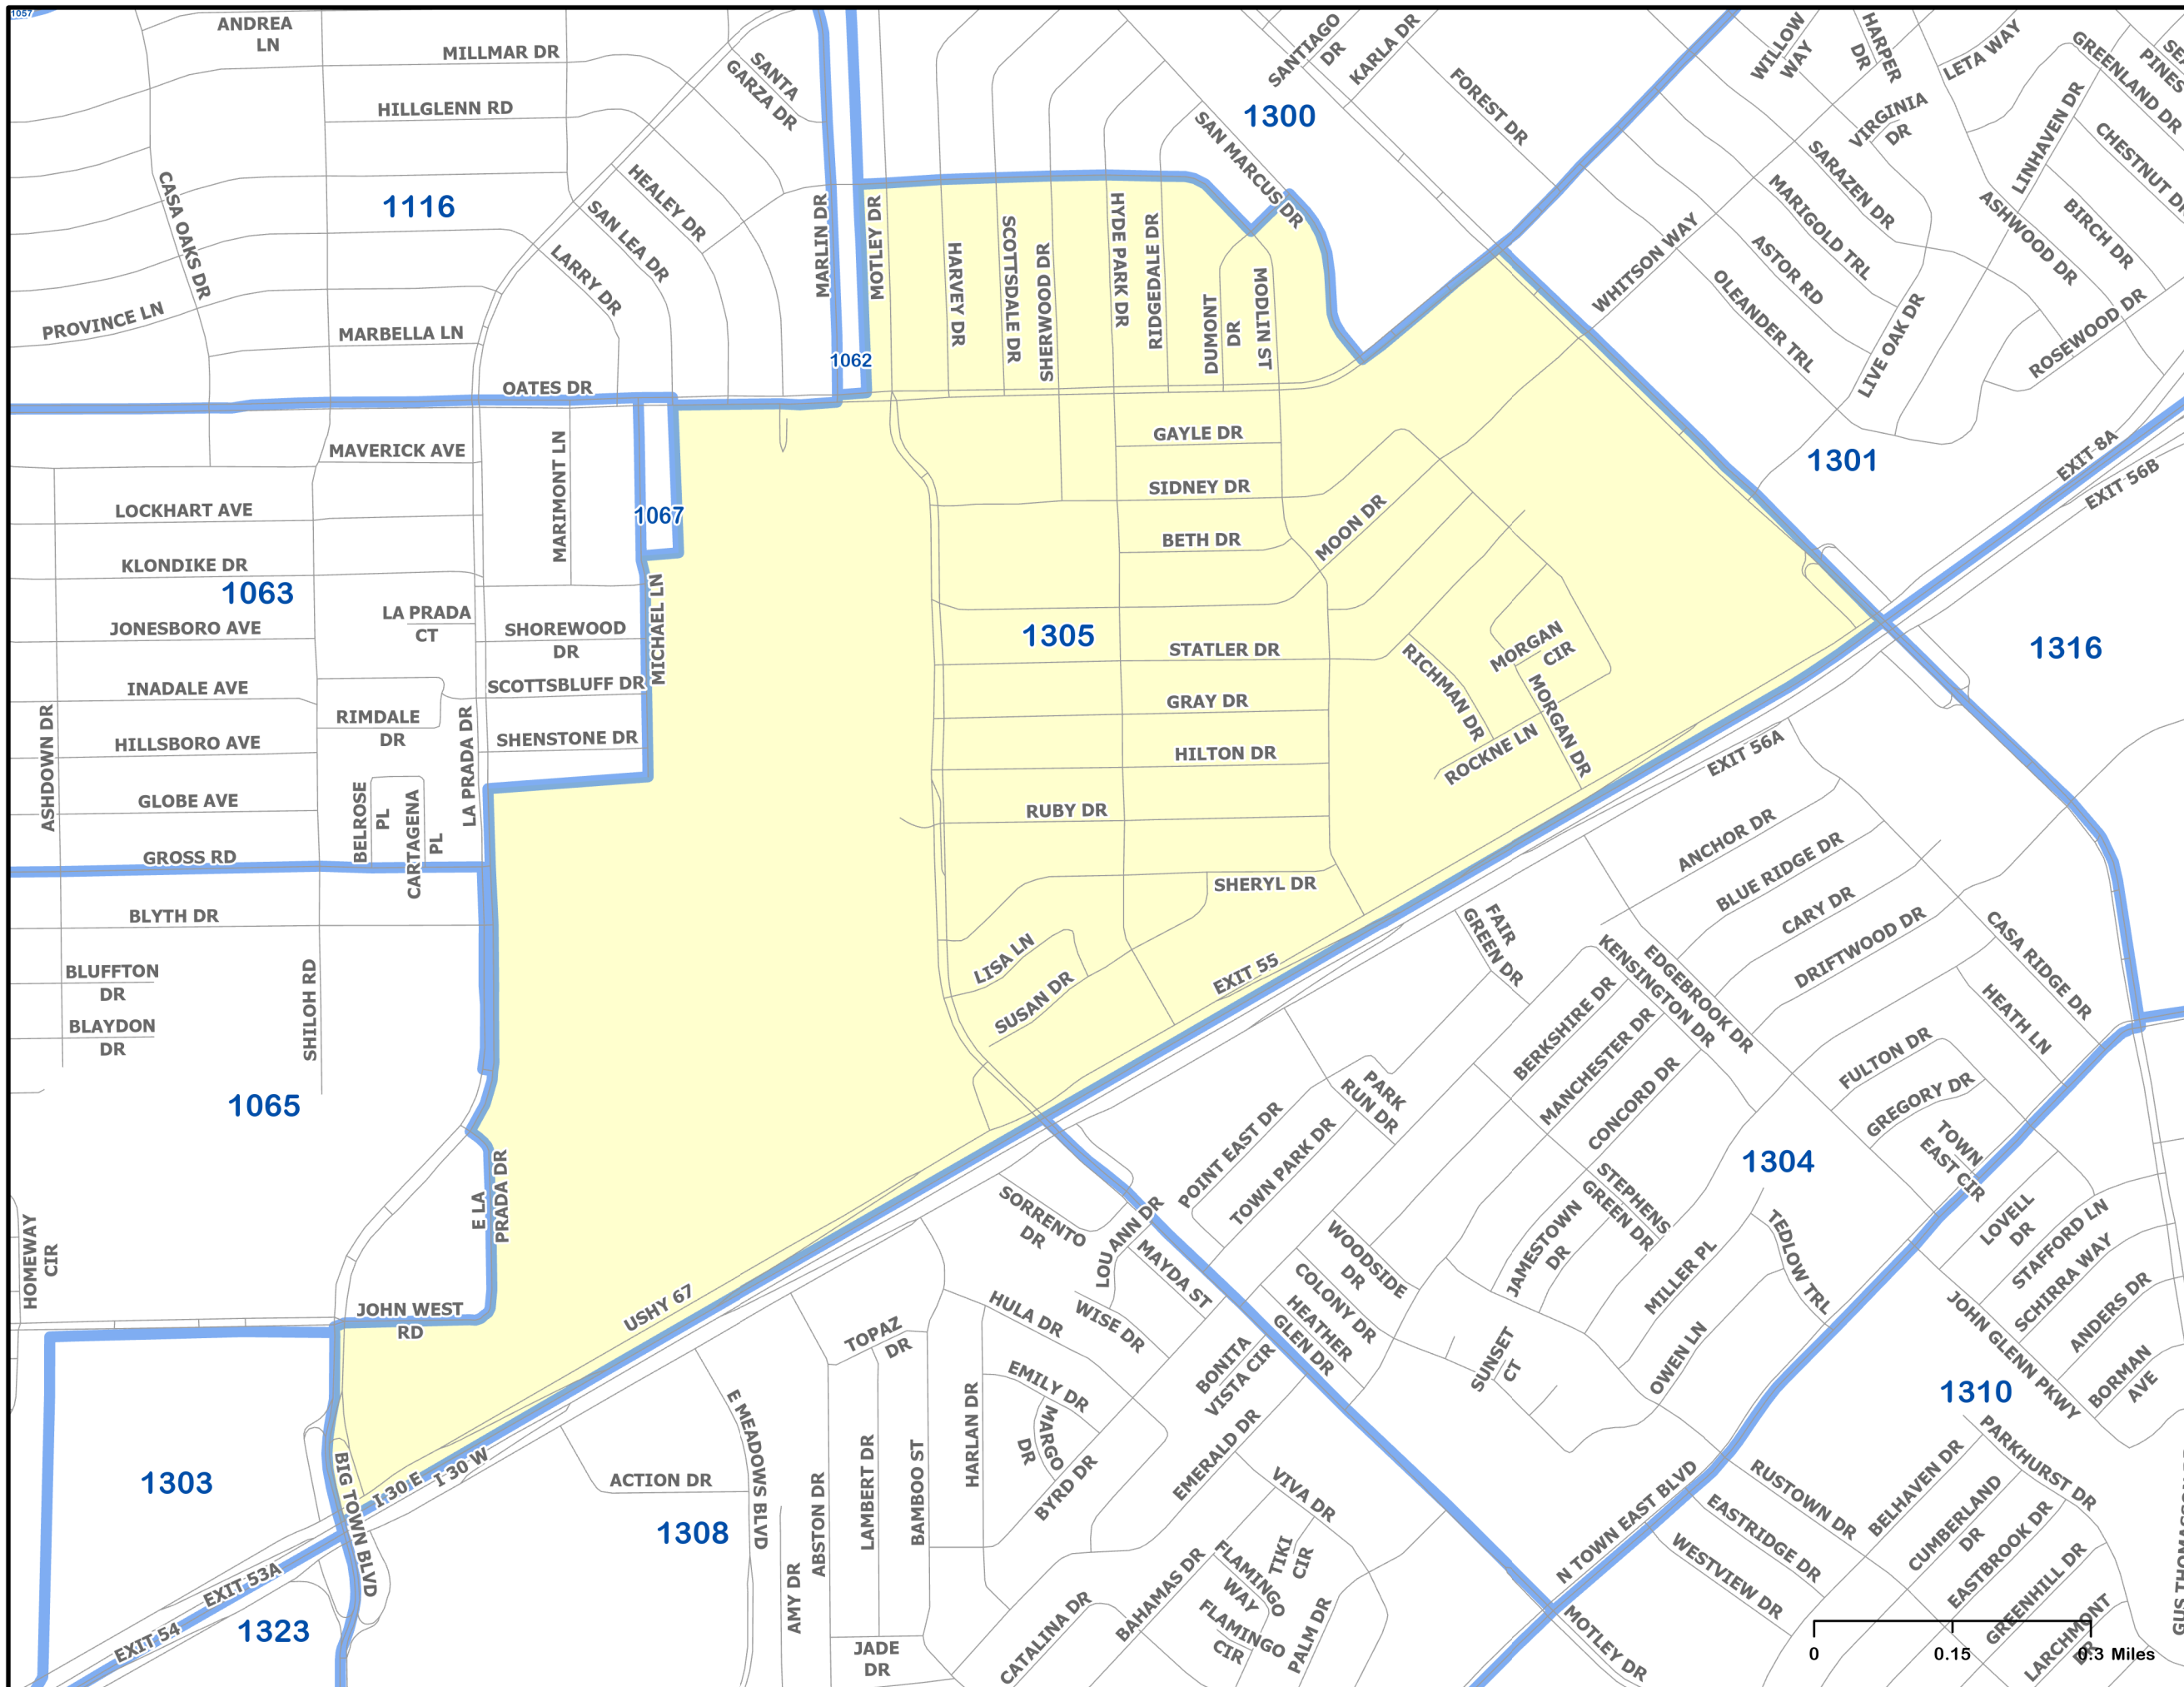 1057
ANDREA
LN
MILLMAR DR
HILLGLENN RD
SANTA
GARZA DR
SANTIAGO
DR
KARLA DR
FOREST DR
WILLOW
WAY
HARPER
DR
LETA WAY
GREENLAND DR
PINES
1300
VIRGINIA
DR
LINHAVEN DR
CHESTNUT DR
SAN MARCUS DR
SARAZEN DR
CASA OAKS DR
1116
HEALEY DR
SAN LEA DR
LARRY DR
MARLIN DR
MOTLEY DR
HARVEY DR
SCOTTSDALE DR
SHERWOOD DR
HYDE PARK DR
RIDGEDALE DR
DUMONT
DR
MODLIN ST
WHITSON WAY
MARIGOLD TRL
ASTOR RD
OLEANDER TRL
ASHWOOD DR
BIRCH DR
ROSEWOOD DR
LIVE OAK DR
PROVINCE LN
MARBELLA LN
1062
OATES DR
MAVERICK AVE
MARIMONT LN
GAYLE DR
1301
EXIT 8A
EXIT 56B
SIDNEY DR
LOCKHART AVE
1067
MOON DR
BETH DR
KLONDIKE DR
1063
MICHAEL LN
LA PRADA
CT
JONESBORO AVE
SHOREWOOD
DR
1305
STATLER DR
MORGAN
CIR
1316
RICHMAN DR
INADALE AVE
SCOTTSBLUFF DR
GRAY DR
MORGAN DR
RIMDALE
DR
ASHDOWN DR
LA PRADA DR
HILLSBORO AVE
SHENSTONE DR
HILTON DR
ROCKNE LN
EXIT 56A
GLOBE AVE
BELROSE
PL
CARTAGENA
PL
RUBY DR
ANCHOR DR
BLUE RIDGE DR
GROSS RD
SHERYL DR
CARY DR
BLYTH DR
FAIR
GREEN DR
DRIFTWOOD DR
CASA RIDGE DR
KENSINGTON DR
EDGEBROOK DR
BLUFFTON
DR
LISA LN
EXIT 55
SUSAN DR
BERKSHIRE DR
MANCHESTER DR
HEATH LN
BLAYDON
DR
SHILOH RD
CONCORD DR
FULTON DR
GREGORY DR
1065
PARK
RUN DR
POINT EAST DR
TOWN PARK DR
1304
TOWN
EAST CIR
E LA
PRADA DR
SORRENTO
DR
LOU ANN DR
MAYDA ST
STEPHENS
GREEN DR
JAMESTOWN
DR
MILLER PL
TEDLOW TRL
LOVELL
DR
STAFFORD LN
SCHIRRA WAY
ANDERS DR
HOMEWAY
CIR
WOODSIDE
DR
COLONY DR
HEATHER
GLEN DR
JOHN WEST
RD
USHY 67
HULA DR
WISE DR
TOPAZ
DR
BONITA
VISTA CIR
SUNSET
CT
OWEN LN
JOHN GLENN PKWY
BORMAN
AVE
1310
EMILY DR
MARGO
DR
HARLAN DR
E MEADOWS BLVD
EMERALD DR
BYRD DR
VIVA DR
PARKHURST DR
BELHAVEN DR
RUSTOWN DR
N TOWN EAST BLVD
1303
BIG TOWN BLVD
I 30 E
I 30 W
ACTION DR
1308
ABSTON DR
LAMBERT DR
BAMBOO ST
EASTRIDGE DR
WESTVIEW DR
CUMBERLAND
DR
EASTBROOK DR
GREENHILL DR
LARCHMONT
DR
EXIT 53A
EXIT 54
1323
AMY DR
JADE
DR
CATALINA DR
BAHAMAS DR
FLAMINGO
WAY
TIKI
CIR
FLAMINGO
CIR
PALM DR
MOTLEY DR
0 0.15 0.3 Miles